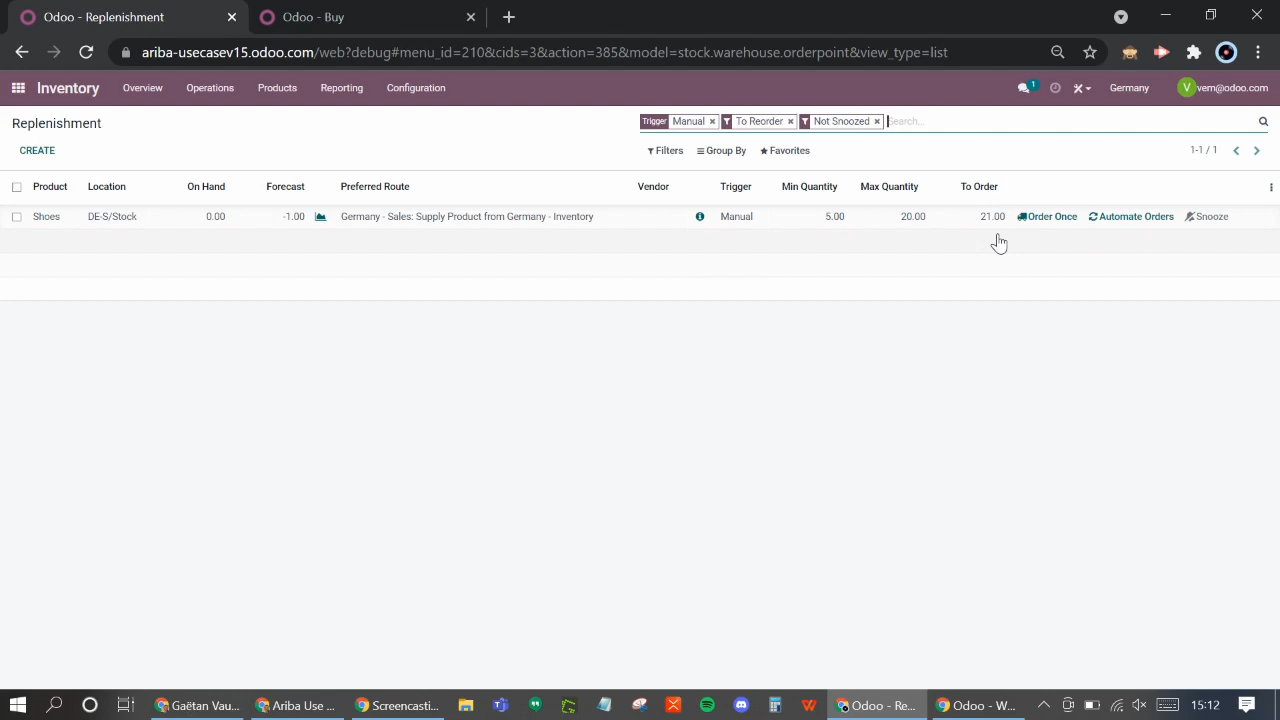 Odoo - Replenishment
Odoo - Buy
ariba-usecasev15.odoo.com/web?debug#menu_id=210&cids=3&action=385&model=stock.warehouse.orderpoint&view_type=list
Inventory Overview Operations Products Reporting Configuration 1 Germany V vem@odoo.com
Replenishment Trigger Manual To Reorder Not Snoozed Search...
CREATE Filters Group By Favorites 1-1 / 1
Product Location On Hand Forecast Preferred Route Vendor Trigger Min Quantity Max Quantity To Order
Shoes DE-S/Stock 0.00 -1.00 Germany - Sales: Supply Product from Germany - Inventory Manual 5.00 20.00 21.00 Order Once Automate Orders Snooze
Gaëtan Vau... Ariba Use ... Screencasti... Odoo - Re... Odoo - W... 15:12